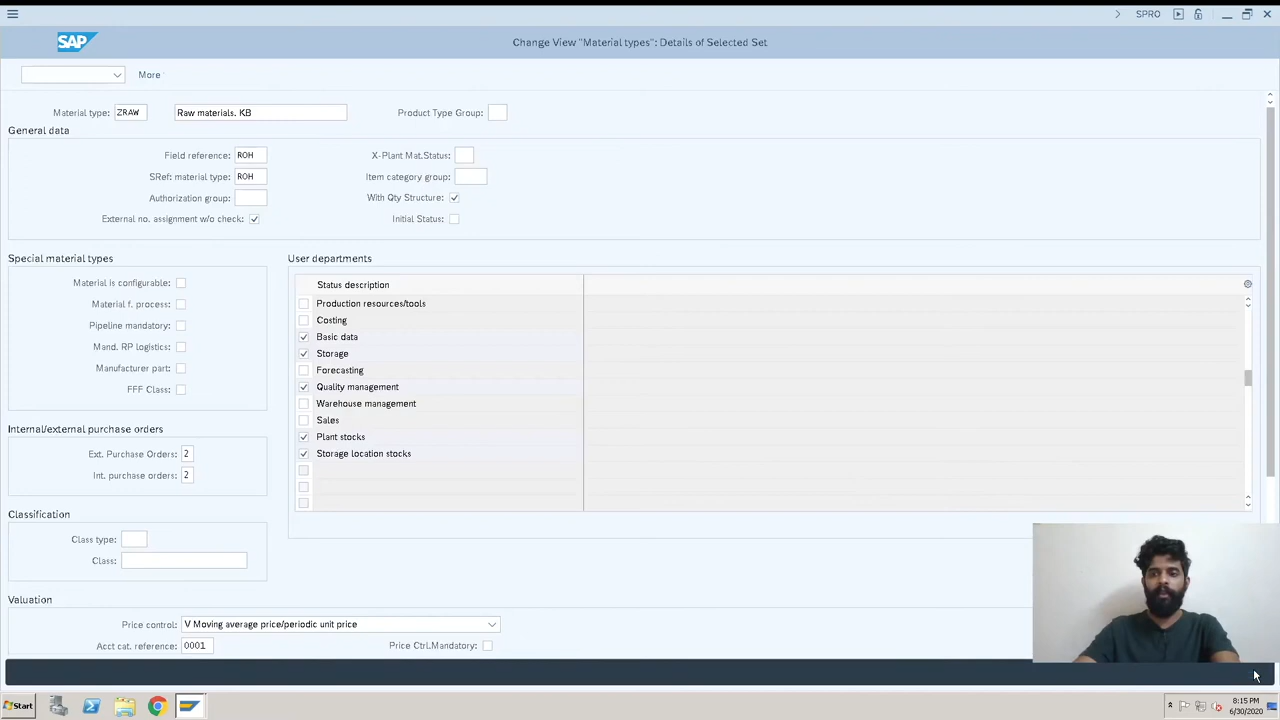 SPRO
SAP
Change View "Material types": Details of Selected Set
More
Material type: ZRAW Raw materials. KB Product Type Group:
General data
Field reference: ROH X-Plant Mat.Status:
SRef: material type: ROH Item category group:
Authorization group: With Qty Structure:
External no. assignment w/o check: Initial Status:
Special material types User departments
Material is configurable: Status description
Material f. process: Production resources/tools
Pipeline mandatory: Costing
Mand. RP logistics: Basic data
Manufacturer part: Storage
FFF Class: Forecasting
Quality management
Warehouse management
Sales
Internal/external purchase orders Plant stocks
Ext. Purchase Orders: 2 Storage location stocks
Int. purchase orders: 2
Classification
Class type:
Class:
Valuation
Price control: V Moving average price/periodic unit price
Acct cat. reference: 0001 Price Ctrl.Mandatory:
Start 8:15 PM
6/30/2020